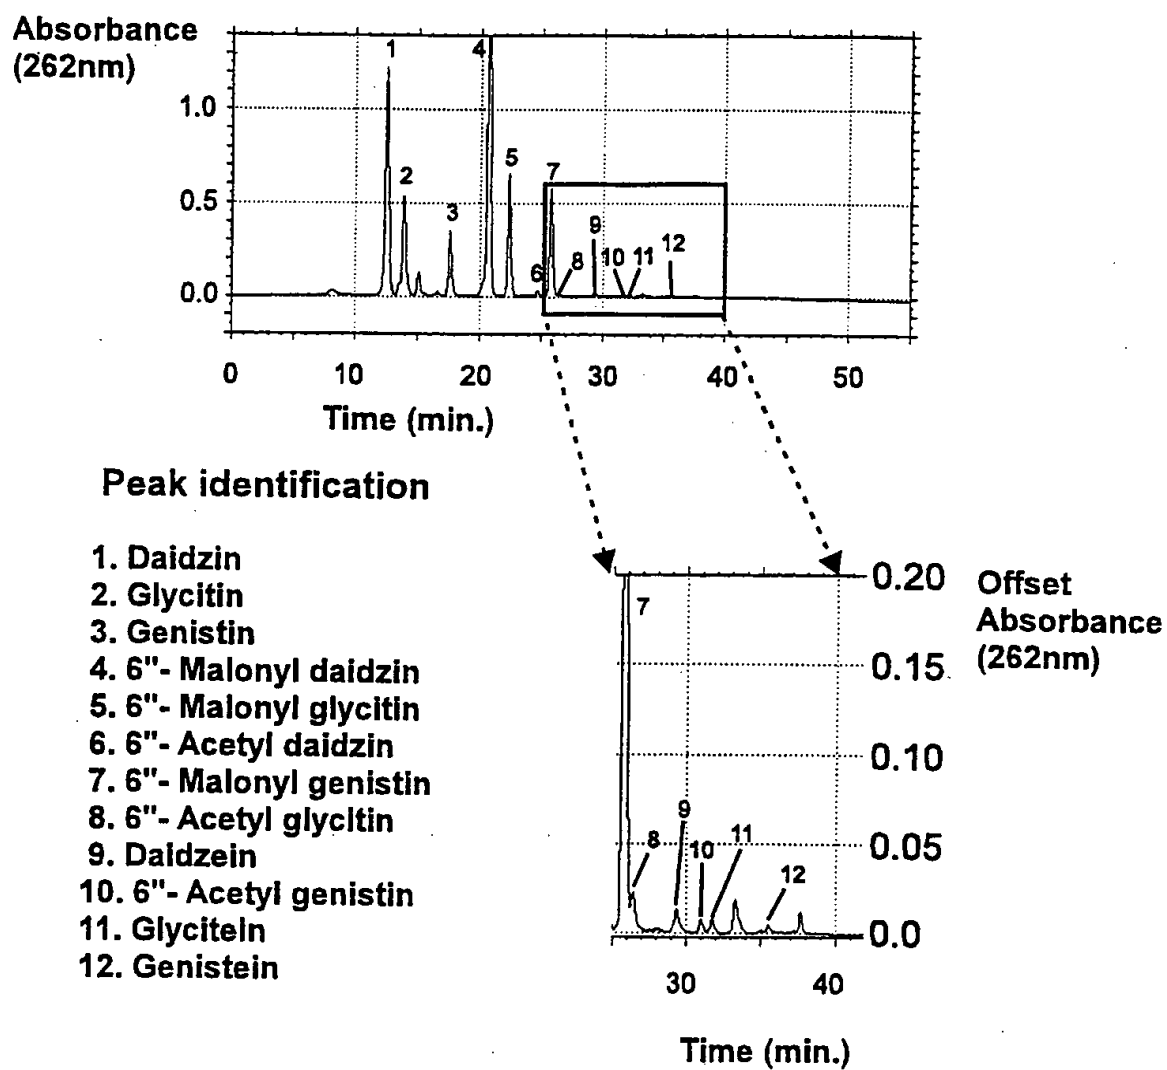 Absorbance
(262nm)
1.0
0.5
0.0
1
2
3
4
5
6
7
8
9
10
11
12
0
10
20
30
40
50
Time (min.)
Peak identification
1. Daidzin
2. Glycitin
3. Genistin
4. 6"- Malonyl daidzin
5. 6"- Malonyl glycitin
6. 6"- Acetyl daidzin
7. 6"- Malonyl genistin
8. 6"- Acetyl glycitin
9. Daidzein
10. 6"- Acetyl genistin
11. Glycitein
12. Genistein
0.20
0.15
0.10
0.05
0.0
Offset
Absorbance
(262nm)
7
8
9
10
11
12
30
40
Time (min.)